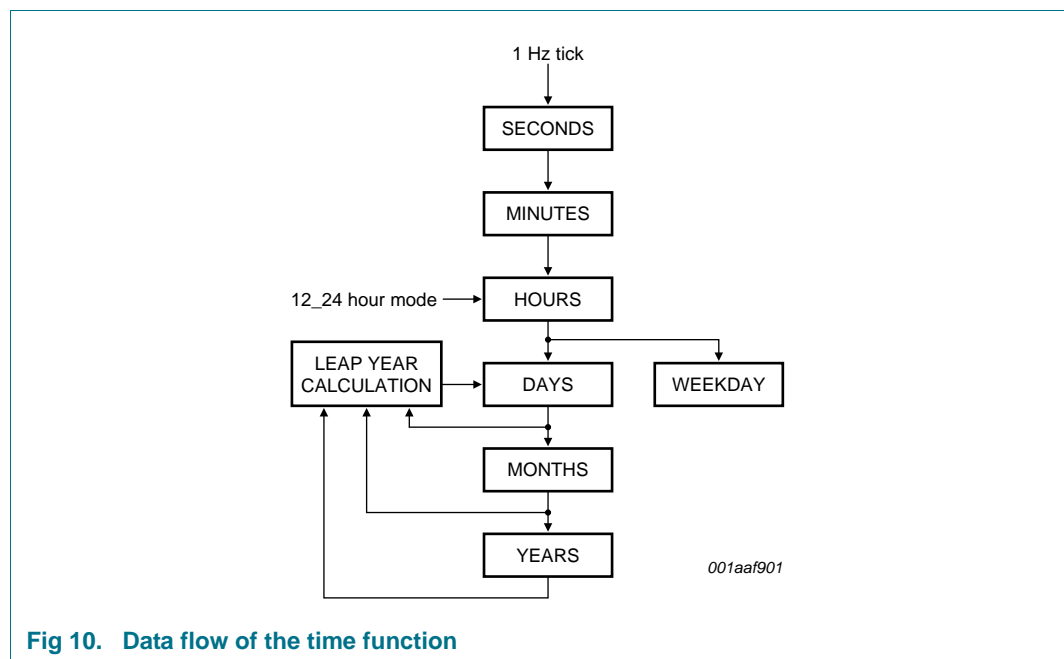 1 Hz tick
SECONDS
MINUTES
12_24 hour mode
HOURS
LEAP YEAR
CALCULATION
DAYS
WEEKDAY
MONTHS
YEARS
001aaf901
Fig 10. Data flow of the time function